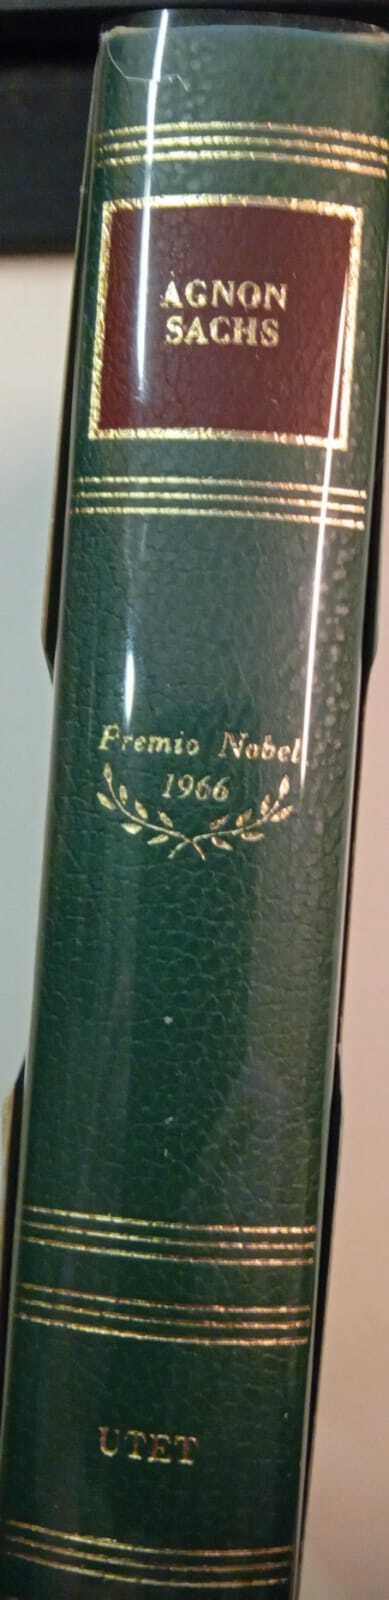 AGNON
SACHS
Premio Nobel
1966
UTET